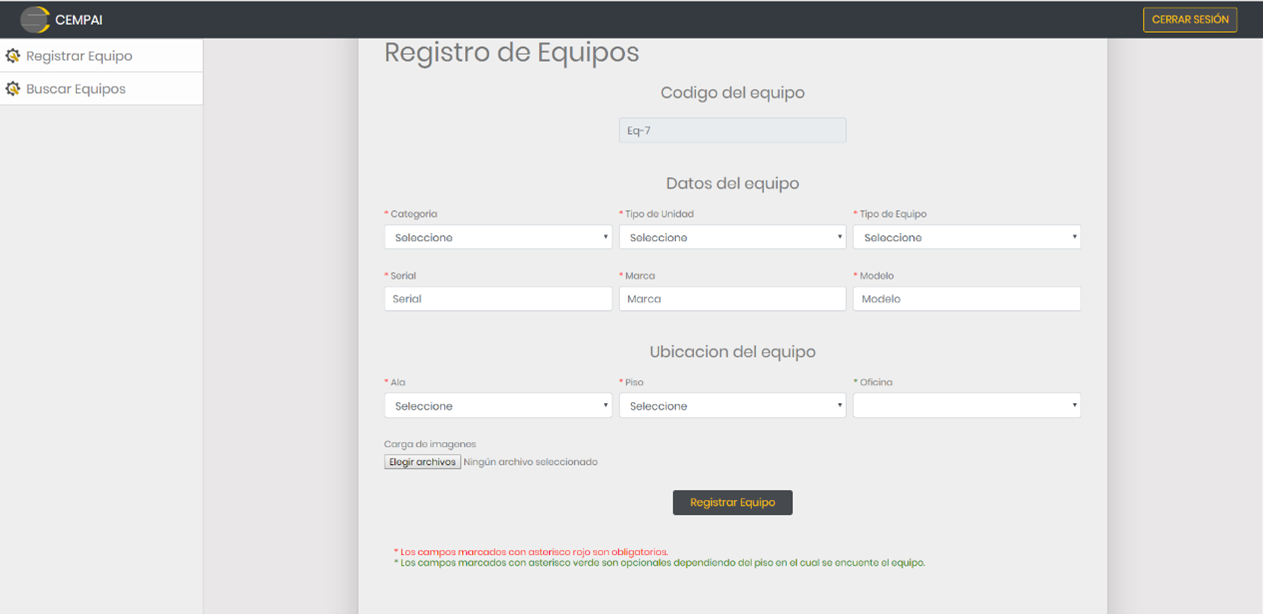 CEMPAI
CERRAR SESIÓN
Registrar Equipo
Buscar Equipos
Registro de Equipos
Codigo del equipo
Eq-7
Datos del equipo
* Categoria * Tipo de Unidad * Tipo de Equipo
Seleccione Seleccione Seleccione
* Serial * Marca * Modelo
Serial Marca Modelo
Ubicacion del equipo
* Ala * Piso * Oficina
Seleccione Seleccione
Carga de imagenes
Elegir archivos Ningún archivo seleccionado
Registrar Equipo
* Los campos marcados con asterisco rojo son obligatorios.
* Los campos marcados con asterisco verde son opcionales dependiendo del piso en el cual se encuente el equipo.